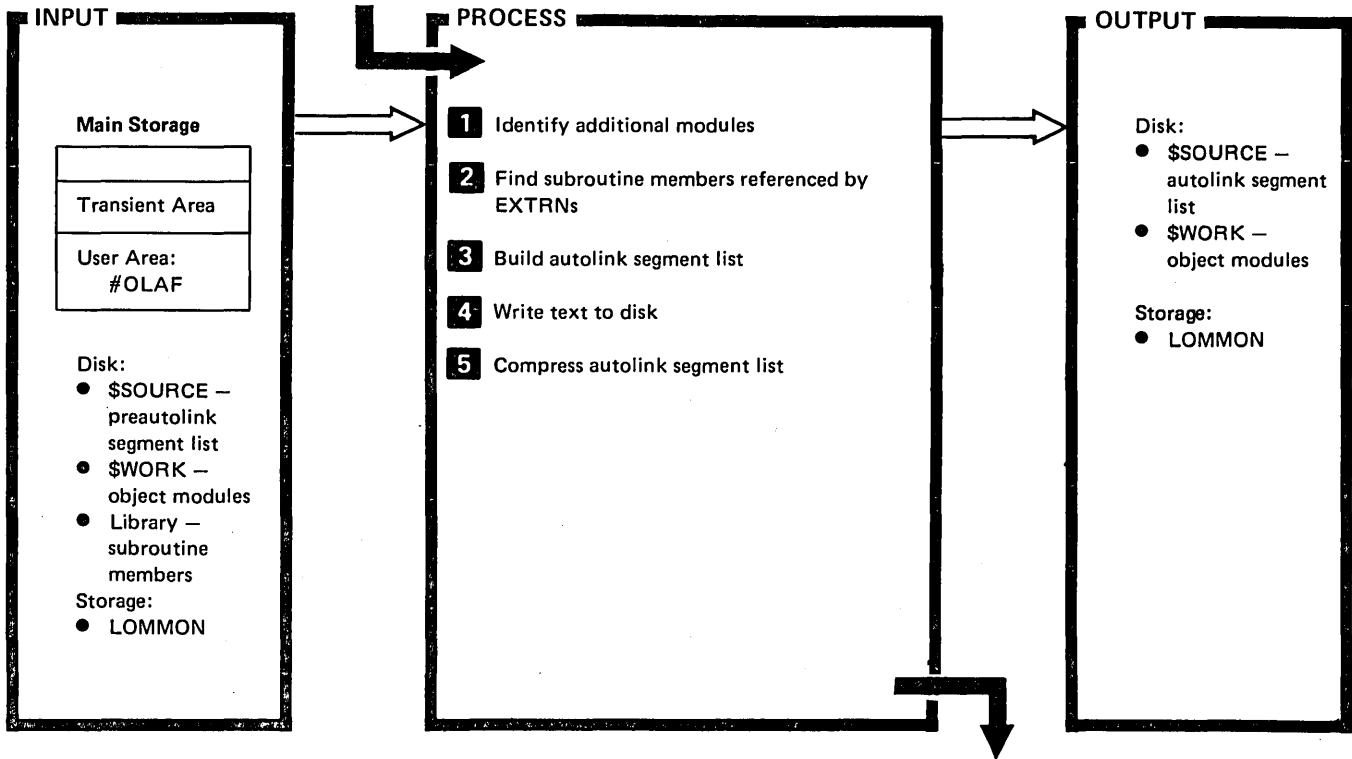 INPUT
Main Storage
Transient Area
User Area:
#OLAF
Disk:
● $SOURCE —
preautolink
segment list
● $WORK —
object modules
● Library —
subroutine
members
Storage:
● LOMMON
PROCESS
1 Identify additional modules
2 Find subroutine members referenced by
EXTRNs
3 Build autolink segment list
4 Write text to disk
5 Compress autolink segment list
OUTPUT
Disk:
● $SOURCE —
autolink segment
list
● $WORK —
object modules
Storage:
● LOMMON